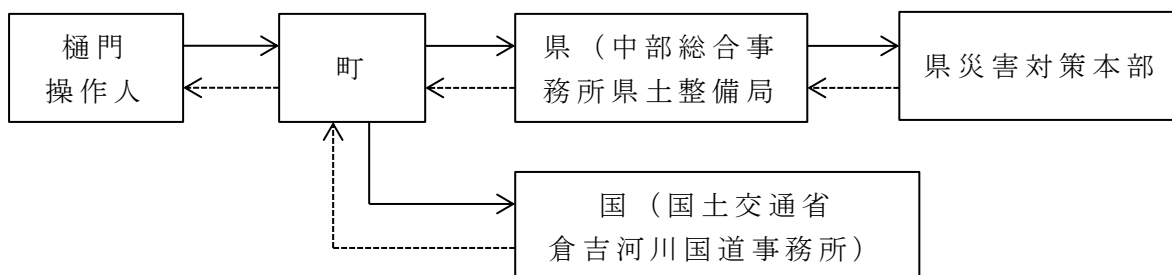 樋門
操作人
町
県（中部総合事
務所県土整備局
県災害対策本部
国（国土交通省
倉吉河川国道事務所）